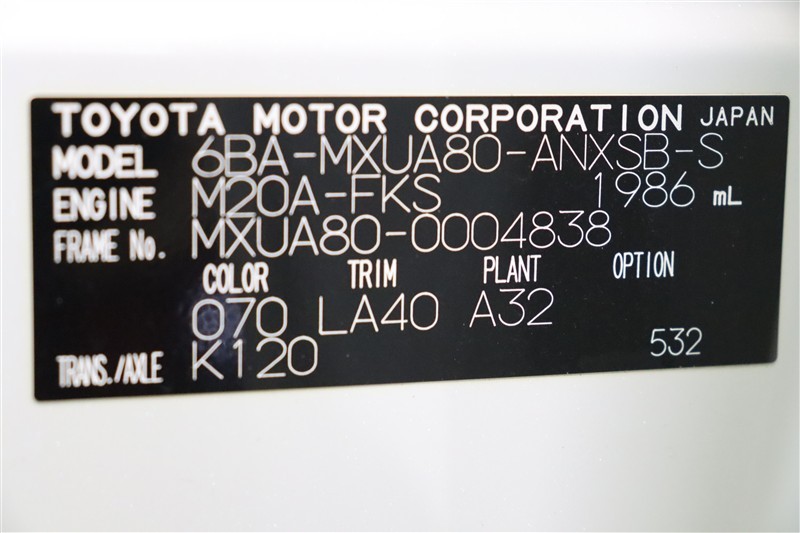 TOYOTA MOTOR CORPORATION JAPAN
MODEL 6BA-MXUA80-ANXSB-S
ENGINE M20A-FKS 1986 mL
FRAME No. MXUA80-0004838
COLOR TRIM PLANT OPTION
070 LA40 A32
TRANS./AXLE K120 532